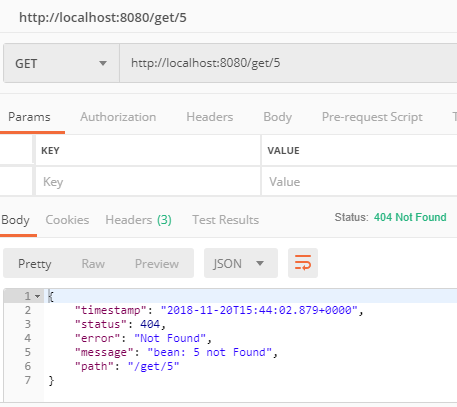 http://localhost:8080/get/5
GET http://localhost:8080/get/5
Params Authorization Headers Body Pre-request Script T
KEY VALUE
Key Value
Body Cookies Headers (3) Test Results Status: 404 Not Found
Pretty Raw Preview JSON
1 {
2 "timestamp": "2018-11-20T15:44:02.879+0000",
3 "status": 404,
4 "error": "Not Found",
5 "message": "bean: 5 not Found",
6 "path": "/get/5"
7 }